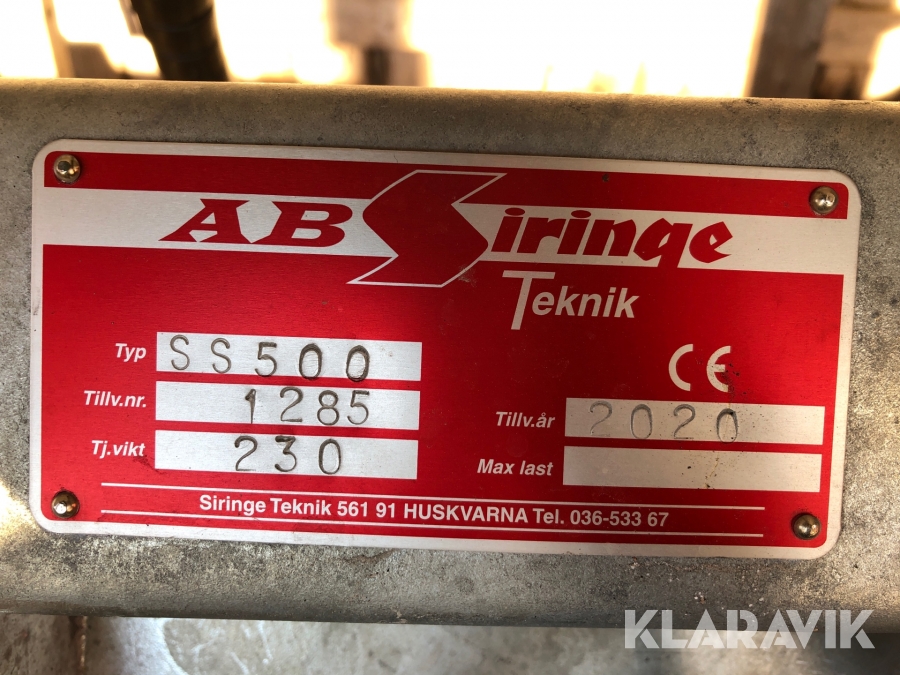 AB Siringe
Teknik
Typ SS500
CE
Tillv.nr. 1285
Tillv.år 2020
Tj.vikt 230
Max last
Siringe Teknik 561 91 HUSKVARNA Tel. 036-533 67
KLARAVIK